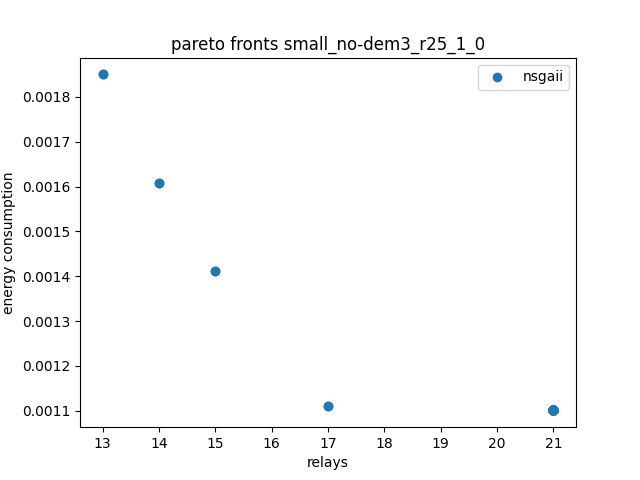 pareto fronts small_no-dem3_r25_1_0
nsgaii
0.0018
0.0017
0.0016
0.0015
0.0014
0.0013
0.0012
0.0011
energy consumption
13 14 15 16 17 18 19 20 21
relays